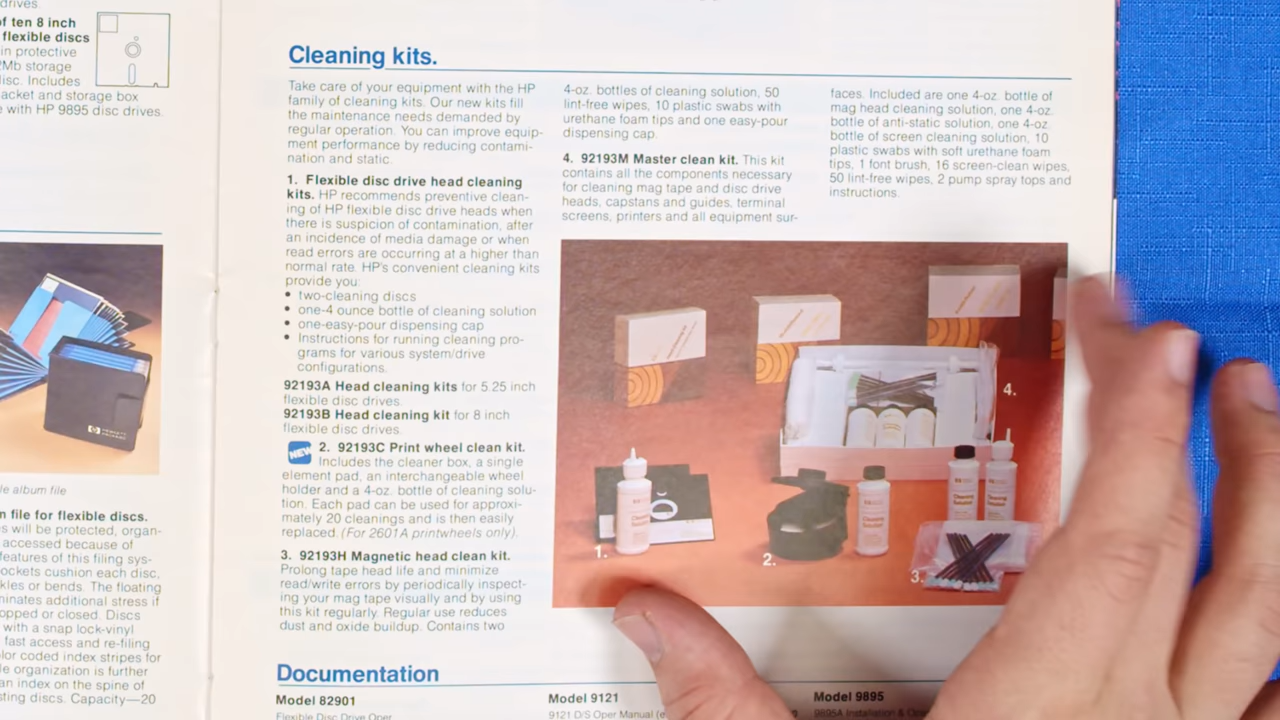 drives.
of ten 8 inch
flexible discs
in protective
2Mb storage
disc. Includes
jacket and storage box
e with HP 9895 disc drives.
le album file
n file for flexible discs.
s will be protected, organ-
accessed because of
features of this filing sys-
ockets cushion each disc,
kles or bends. The floating
minates additional stress if
opped or closed. Discs
with a snap lock-vinyl
fast access and re-filing
lor coded index stripes for
le organization is further
an index on the spine of
sting discs. Capacity—20
Cleaning kits.
Take care of your equipment with the HP
family of cleaning kits. Our new kits fill
the maintenance needs demanded by
regular operation. You can improve equip-
ment performance by reducing contami-
nation and static.
1. Flexible disc drive head cleaning
kits. HP recommends preventive clean-
ing of HP flexible disc drive heads when
there is suspicion of contamination, after
an incidence of media damage or when
read errors are occurring at a higher than
normal rate. HP's convenient cleaning kits
provide you:
• two-cleaning discs
• one-4 ounce bottle of cleaning solution
• one-easy-pour dispensing cap
• Instructions for running cleaning pro-
grams for various system/drive
configurations.
92193A Head cleaning kits for 5.25 inch
flexible disc drives.
92193B Head cleaning kit for 8 inch
flexible disc drives.
NEW 2. 92193C Print wheel clean kit.
Includes the cleaner box, a single
element pad, an interchangeable wheel
holder and a 4-oz. bottle of cleaning solu-
tion. Each pad can be used for approxi-
mately 20 cleanings and is then easily
replaced. (For 2601A printwheels only).
3. 92193H Magnetic head clean kit.
Prolong tape head life and minimize
read/write errors by periodically inspect-
ing your mag tape visually and by using
this kit regularly. Regular use reduces
dust and oxide buildup. Contains two
4-oz. bottles of cleaning solution, 50
lint-free wipes, 10 plastic swabs with
urethane foam tips and one easy-pour
dispensing cap.
4. 92193M Master clean kit. This kit
contains all the components necessary
for cleaning mag tape and disc drive
heads, capstans and guides, terminal
screens, printers and all equipment sur-
faces. Included are one 4-oz. bottle of
mag head cleaning solution, one 4-oz.
bottle of anti-static solution, one 4-oz.
bottle of screen cleaning solution, 10
plastic swabs with soft urethane foam
tips, 1 font brush, 16 screen-clean wipes,
50 lint-free wipes, 2 pump spray tops and
instructions.
1.
2.
3.
4.
Cleaning
Solution
Cleaning
Solution
Cleaning
Solution
Documentation
Model 82901
Flexible Disc Drive Oper
Model 9121
9121 D/S Oper Manual
Model 9895
9895A Installation &